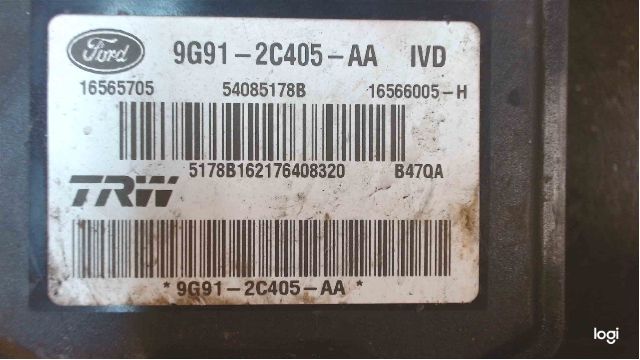 Ford 9G91-2C405-AA IVD
16565705 54085178B 16566005-H
5178B162176408320 B47QA
TRW
*9G91-2C405-AA*
logi